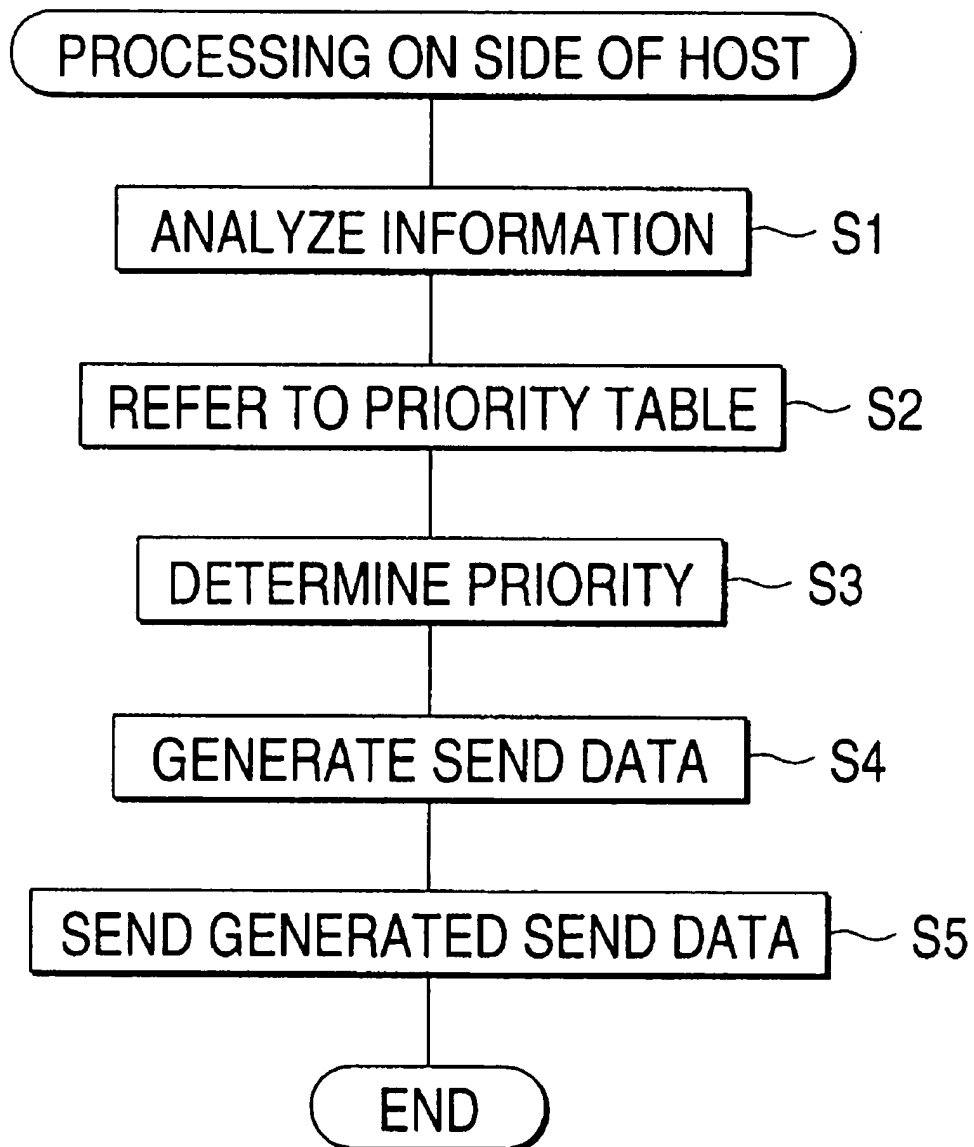 PROCESSING ON SIDE OF HOST
ANALYZE INFORMATION S1
REFER TO PRIORITY TABLE S2
DETERMINE PRIORITY S3
GENERATE SEND DATA S4
SEND GENERATED SEND DATA S5
END